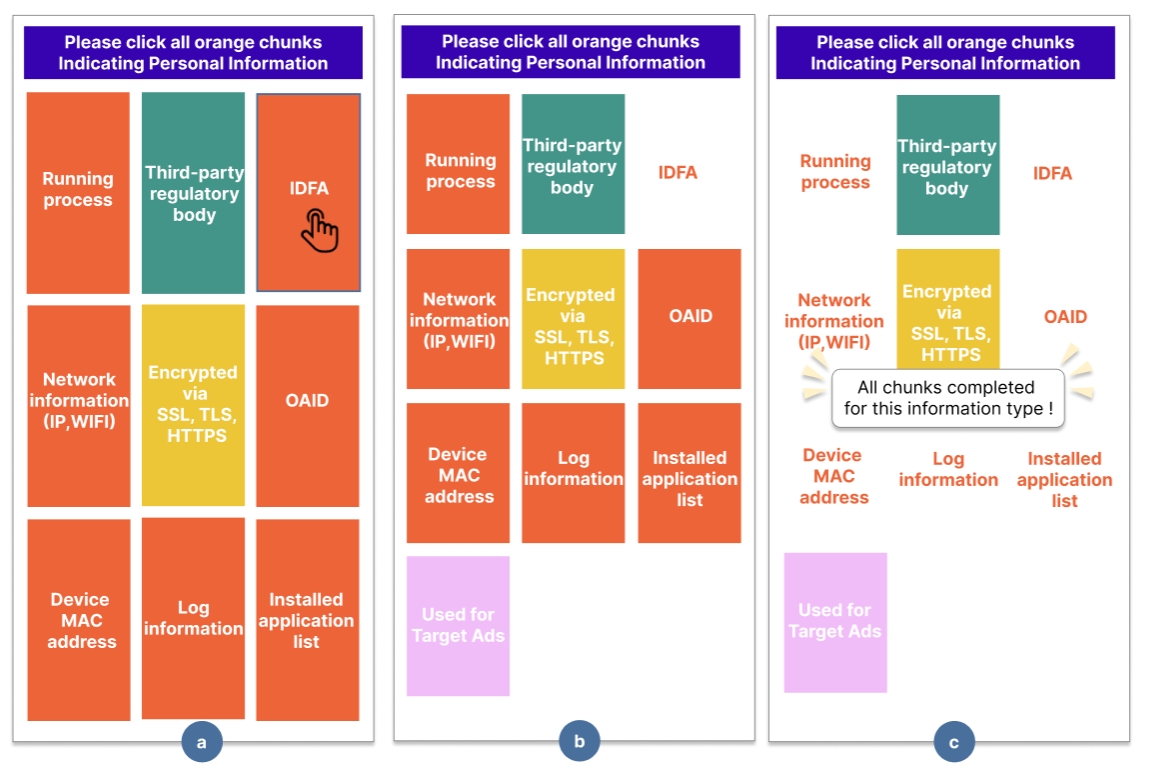 Please click all orange chunks
Indicating Personal Information
Running
process
Third-party
regulatory
body
IDFA
Network
information
(IP,WIFI)
Encrypted
via
SSL, TLS,
HTTPS
OAID
Device
MAC
address
Log
information
Installed
application
list
a
Please click all orange chunks
Indicating Personal Information
Running
process
Third-party
regulatory
body
IDFA
Network
information
(IP,WIFI)
Encrypted
via
SSL, TLS,
HTTPS
OAID
Device
MAC
address
Log
information
Installed
application
list
Used for
Target Ads
b
Please click all orange chunks
Indicating Personal Information
Running
process
Third-party
regulatory
body
IDFA
Network
information
(IP,WIFI)
Encrypted
via
SSL, TLS,
HTTPS
OAID
All chunks completed
for this information type !
Device
MAC
address
Log
information
Installed
application
list
Used for
Target Ads
c